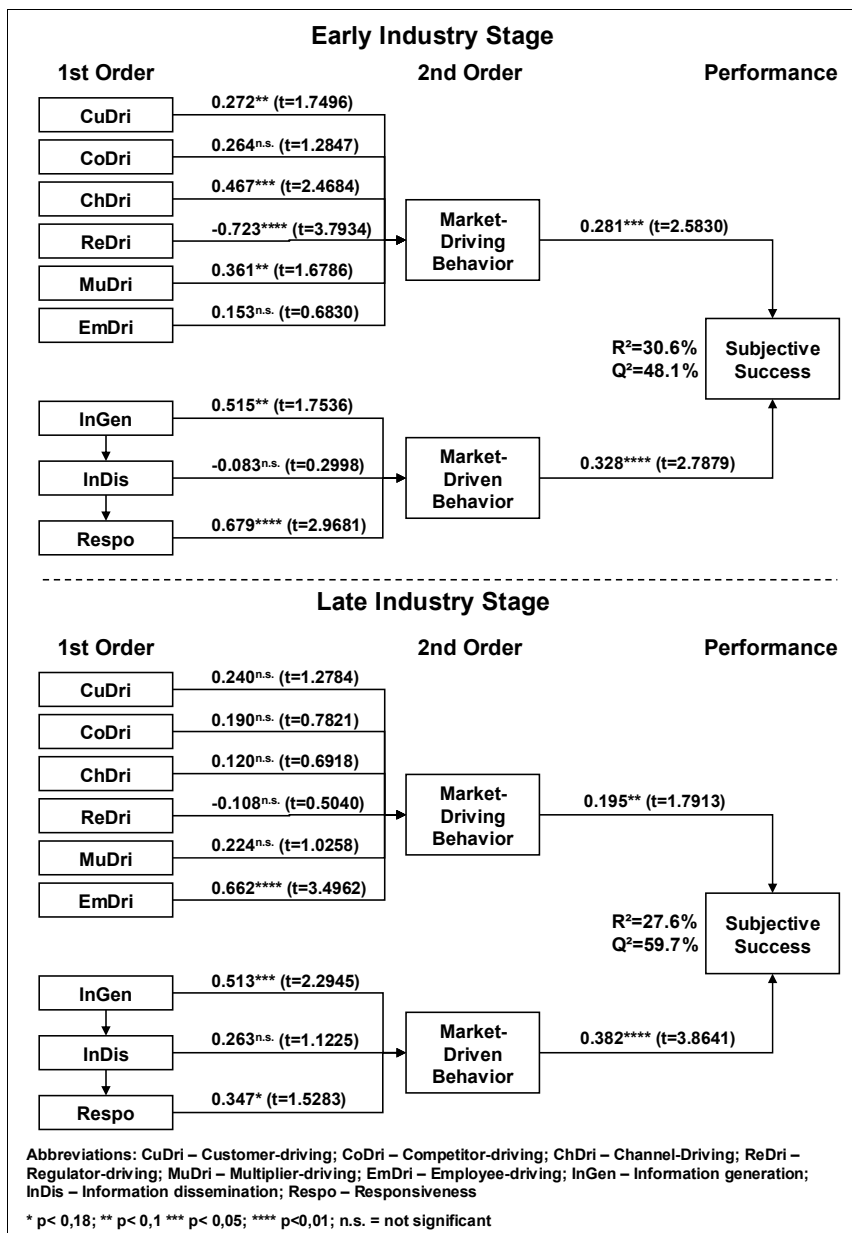 Early Industry Stage
1st Order 2nd Order Performance
CuDri 0.272** (t=1.7496)
CoDri 0.264n.s. (t=1.2847)
ChDri 0.467*** (t=2.4684)
ReDri -0.723**** (t=3.7934)
MuDri 0.361** (t=1.6786)
EmDri 0.153n.s. (t=0.6830)
Market-
Driving
Behavior
0.281*** (t=2.5830)
R²=30.6%
Q²=48.1%
Subjective
Success
InGen 0.515** (t=1.7536)
InDis -0.083n.s. (t=0.2998)
Respo 0.679**** (t=2.9681)
Market-
Driven
Behavior
0.328**** (t=2.7879)
Late Industry Stage
1st Order 2nd Order Performance
CuDri 0.240n.s. (t=1.2784)
CoDri 0.190n.s. (t=0.7821)
ChDri 0.120n.s. (t=0.6918)
ReDri -0.108n.s. (t=0.5040)
MuDri 0.224n.s. (t=1.0258)
EmDri 0.662**** (t=3.4962)
Market-
Driving
Behavior
0.195** (t=1.7913)
R²=27.6%
Q²=59.7%
Subjective
Success
InGen 0.513*** (t=2.2945)
InDis 0.263n.s. (t=1.1225)
Respo 0.347* (t=1.5283)
Market-
Driven
Behavior
0.382**** (t=3.8641)
Abbreviations: CuDri – Customer-driving; CoDri – Competitor-driving; ChDri – Channel-Driving; ReDri –
Regulator-driving; MuDri – Multiplier-driving; EmDri – Employee-driving; InGen – Information generation;
InDis – Information dissemination; Respo – Responsiveness
* p< 0,18; ** p< 0,1 *** p< 0,05; **** p<0,01; n.s. = not significant